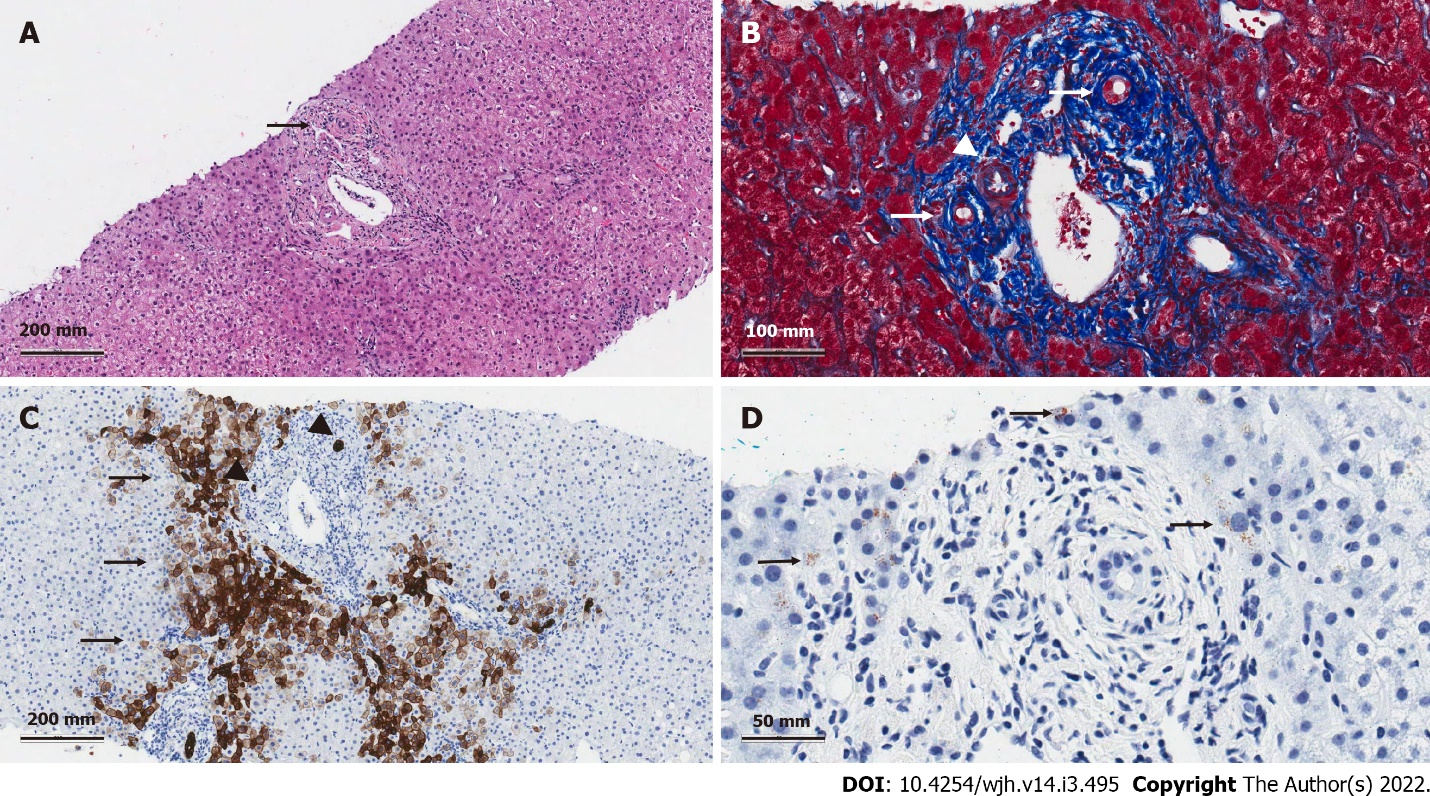 A
B
200 mm
100 mm
C
D
200 mm
50 mm
DOI: 10.4254/wjh.v14.i3.495 Copyright The Author(s) 2022.